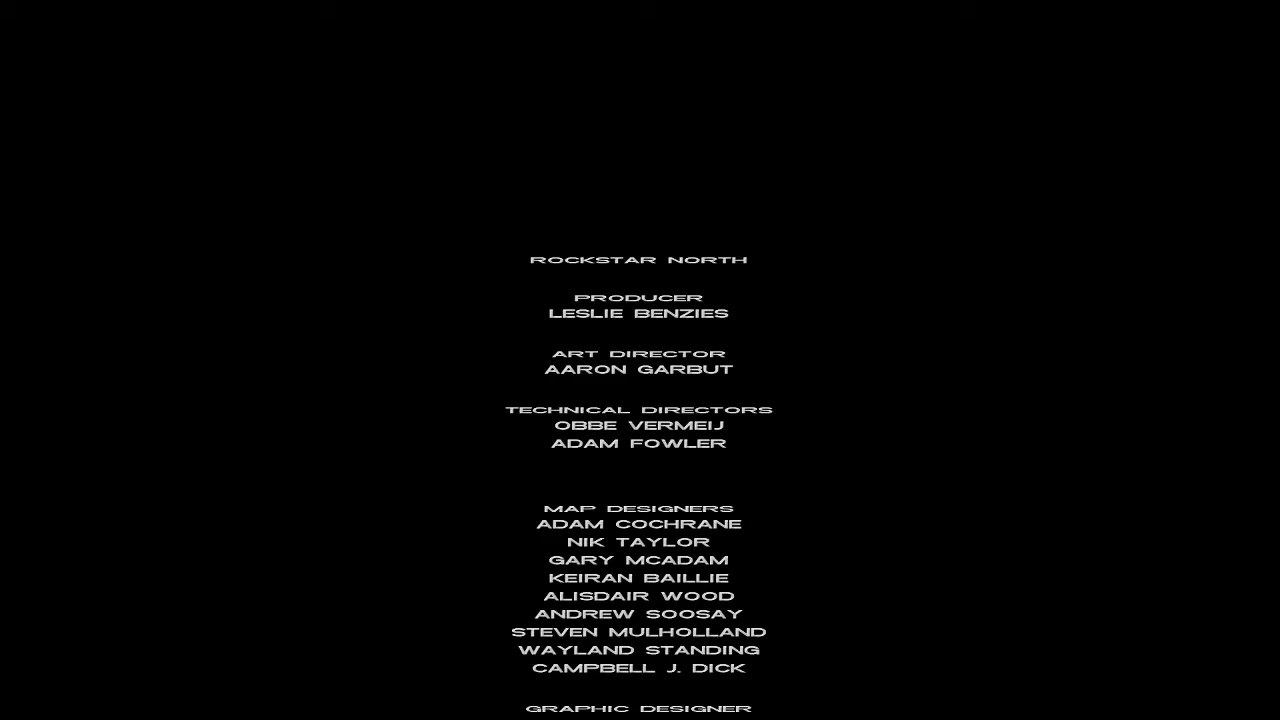 ROCKSTAR NORTH
PRODUCER
LESLIE BENZIES
ART DIRECTOR
AARON GARBUT
TECHNICAL DIRECTORS
OBBE VERMEIJ
ADAM FOWLER
MAP DESIGNERS
ADAM COCHRANE
NIK TAYLOR
GARY MCADAM
KEIRAN BAILLIE
ALISDAIR WOOD
ANDREW SOOSAY
STEVEN MULHOLLAND
WAYLAND STANDING
CAMPBELL J. DICK
GRAPHIC DESIGNER